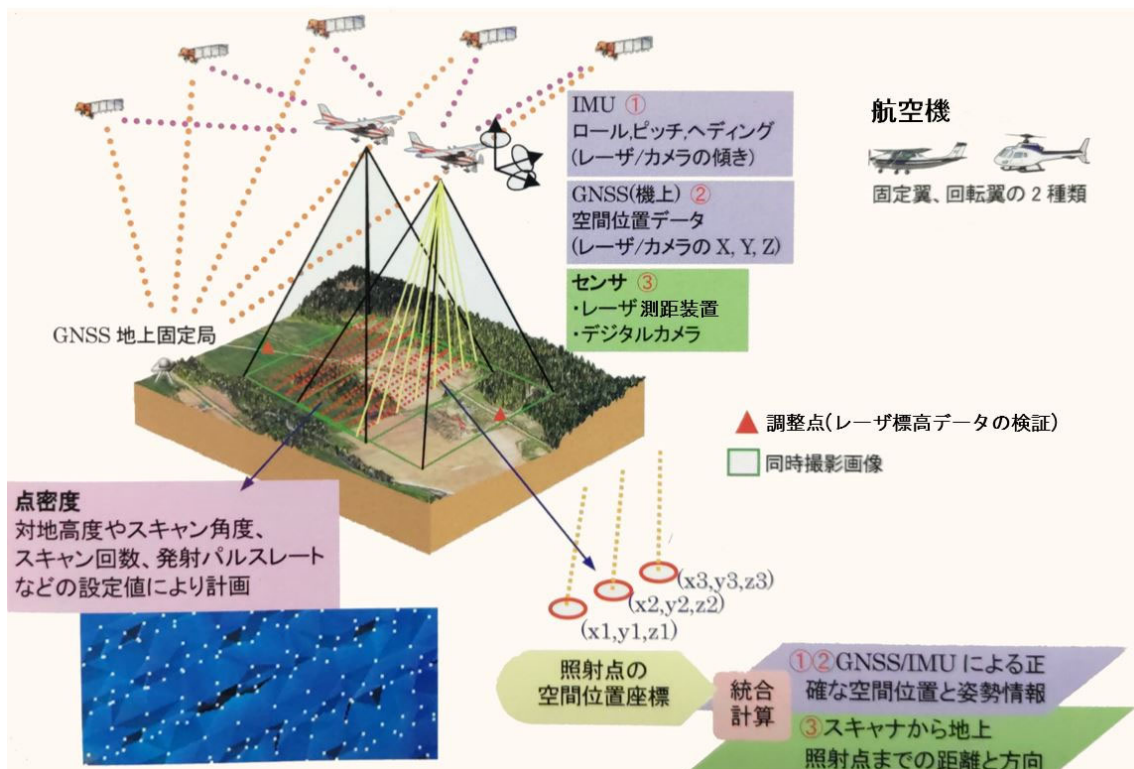 IMU ①
ロール,ピッチ,ヘディング
(レーザ/カメラの傾き)
GNSS(機上) ②
空間位置データ
(レーザ/カメラの X, Y, Z)
センサ ③
・レーザ測距装置
・デジタルカメラ
航空機
固定翼、回転翼の 2 種類
GNSS 地上固定局
調整点(レーザ標高データの検証)
同時撮影画像
点密度
対地高度やスキャン角度、
スキャン回数、発射パルスレート
などの設定値により計画
(x3,y3,z3)
(x2,y2,z2)
(x1,y1,z1)
照射点の
空間位置座標
統合
計算
①②GNSS/IMU による正
確な空間位置と姿勢情報
③スキャナから地上
照射点までの距離と方向